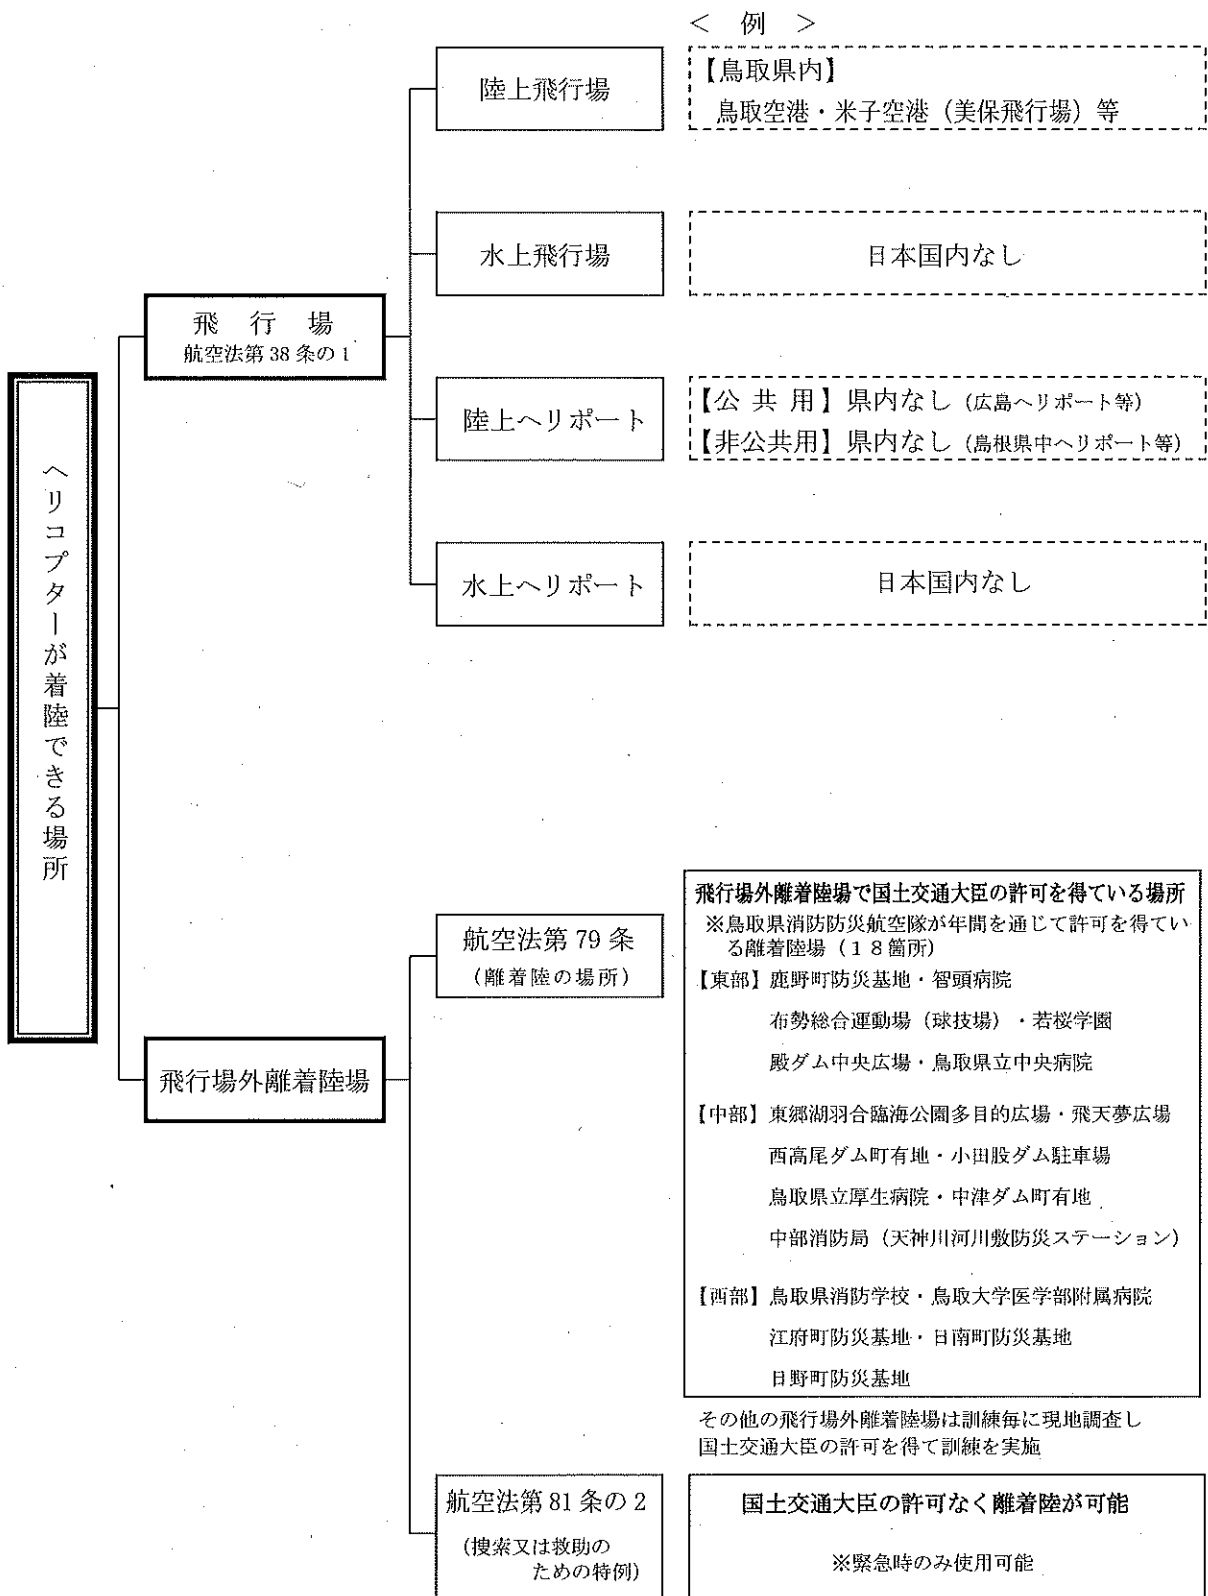 ＜ 例 ＞
陸上飛行場
【鳥取県内】
鳥取空港・米子空港（美保飛行場）等
水上飛行場
日本国内なし
飛 行 場
航空法第 38 条の 1
陸上ヘリポート
【公 共 用】県内なし（広島ヘリポート等）
【非公共用】県内なし（島根県中ヘリポート等）
水上ヘリポート
日本国内なし
ヘリコプターが着陸できる場所
飛行場外離着陸場
航空法第 79 条
（離着陸の場所）
飛行場外離着陸場で国土交通大臣の許可を得ている場所
※鳥取県消防防災航空隊が年間を通じて許可を得てい
る離着陸場（１８箇所）
【東部】鹿野町防災基地・智頭病院
布勢総合運動場（球技場）・若桜学園
殿ダム中央広場・鳥取県立中央病院
【中部】東郷湖羽合臨海公園多目的広場・飛天夢広場
西高尾ダム町有地・小田股ダム駐車場
鳥取県立厚生病院・中津ダム町有地
中部消防局（天神川河川敷防災ステーション）
【西部】鳥取県消防学校・鳥取大学医学部附属病院
江府町防災基地・日南町防災基地
日野町防災基地
その他の飛行場外離着陸場は訓練毎に現地調査し
国土交通大臣の許可を得て訓練を実施
航空法第 81 条の 2
（捜索又は救助の
ための特例）
国土交通大臣の許可なく離着陸が可能
※緊急時のみ使用可能